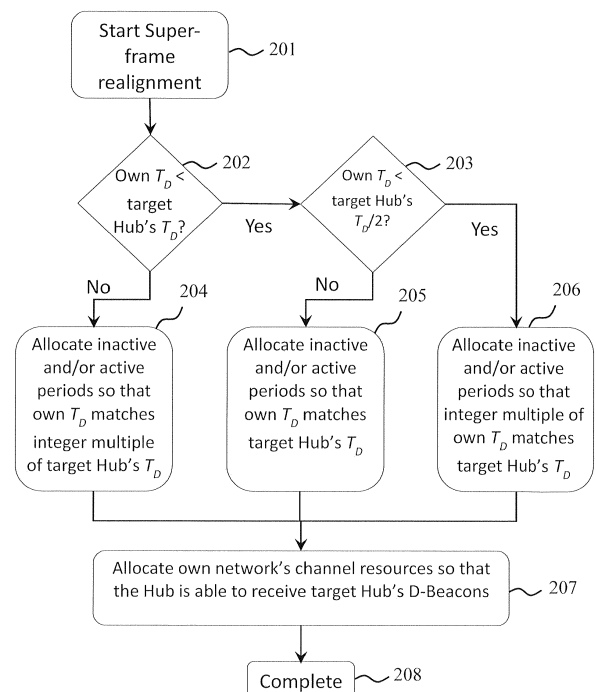 Start Super-
frame
realignment
201
202
Own T_D <
target
Hub's T_D?
Yes
203
Own T_D <
target Hub's
T_D/2?
Yes
No
204
Allocate inactive
and/or active
periods so that
own T_D matches
integer multiple
of target Hub's T_D
No
205
Allocate inactive
and/or active
periods so that
own T_D matches
target Hub's T_D
206
Allocate inactive
and/or active
periods so that
integer multiple of
own T_D matches
target Hub's T_D
Allocate own network's channel resources so that
the Hub is able to receive target Hub's D-Beacons
207
Complete
208